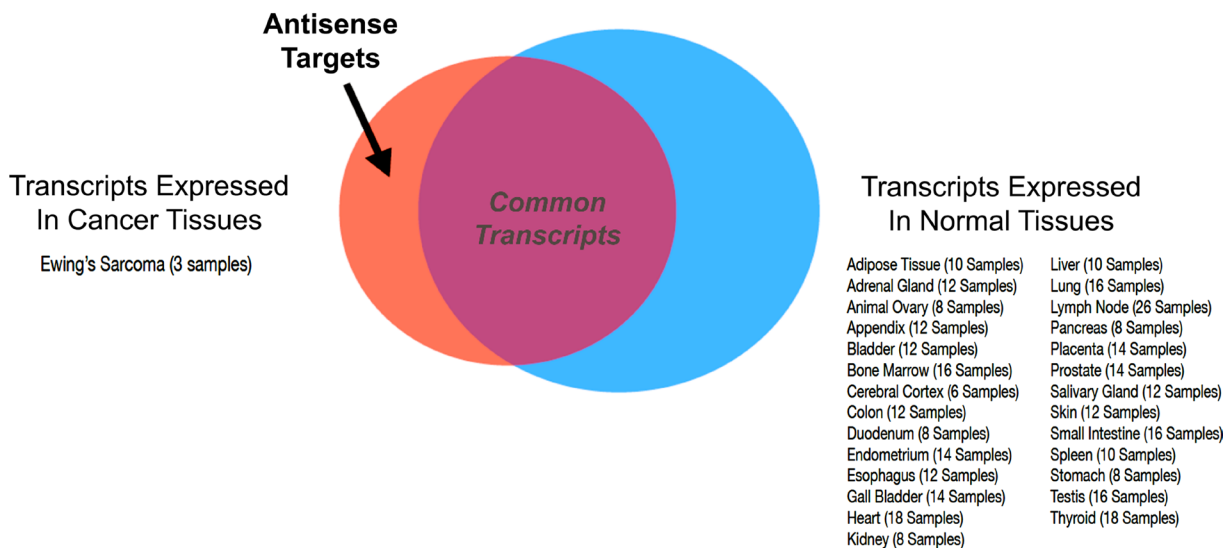 Antisense
Targets
Transcripts Expressed
In Cancer Tissues
Ewing's Sarcoma (3 samples)
Common
Transcripts
Transcripts Expressed
In Normal Tissues
Adipose Tissue (10 Samples)
Adrenal Gland (12 Samples)
Animal Ovary (8 Samples)
Appendix (12 Samples)
Bladder (12 Samples)
Bone Marrow (16 Samples)
Cerebral Cortex (6 Samples)
Colon (12 Samples)
Duodenum (8 Samples)
Endometrium (14 Samples)
Esophagus (12 Samples)
Gall Bladder (14 Samples)
Heart (18 Samples)
Kidney (8 Samples)
Liver (10 Samples)
Lung (16 Samples)
Lymph Node (26 Samples)
Pancreas (8 Samples)
Placenta (14 Samples)
Prostate (14 Samples)
Salivary Gland (12 Samples)
Skin (12 Samples)
Small Intestine (16 Samples)
Spleen (10 Samples)
Stomach (8 Samples)
Testis (16 Samples)
Thyroid (18 Samples)